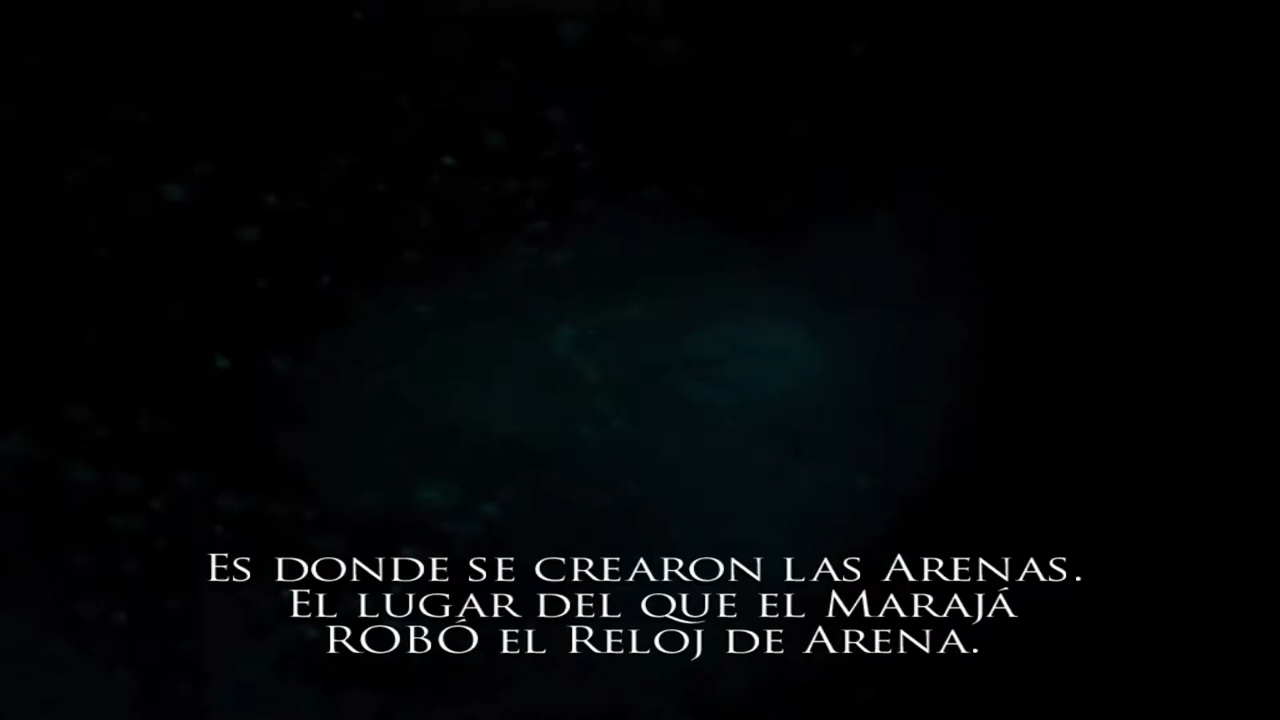 Es donde se crearon las Arenas.
El lugar del que el Marajá
robó el Reloj de Arena.